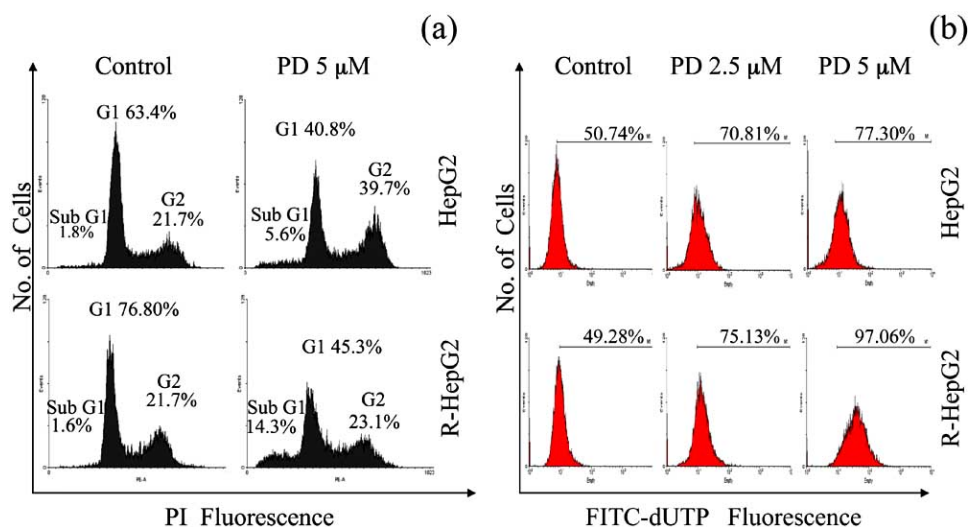 (a)
Control
PD 5 μM
G1 63.4%
Sub G1
1.8%
G2
21.7%
G1 40.8%
Sub G1
5.6%
G2
39.7%
HepG2
G1 76.80%
Sub G1
1.6%
G2
21.7%
G1 45.3%
Sub G1
14.3%
G2
23.1%
R-HepG2
No. of Cells
PI Fluorescence
(b)
Control
PD 2.5 μM
PD 5 μM
50.74%
70.81%
77.30%
HepG2
49.28%
75.13%
97.06%
R-HepG2
No. of Cells
FITC-dUTP Fluorescence